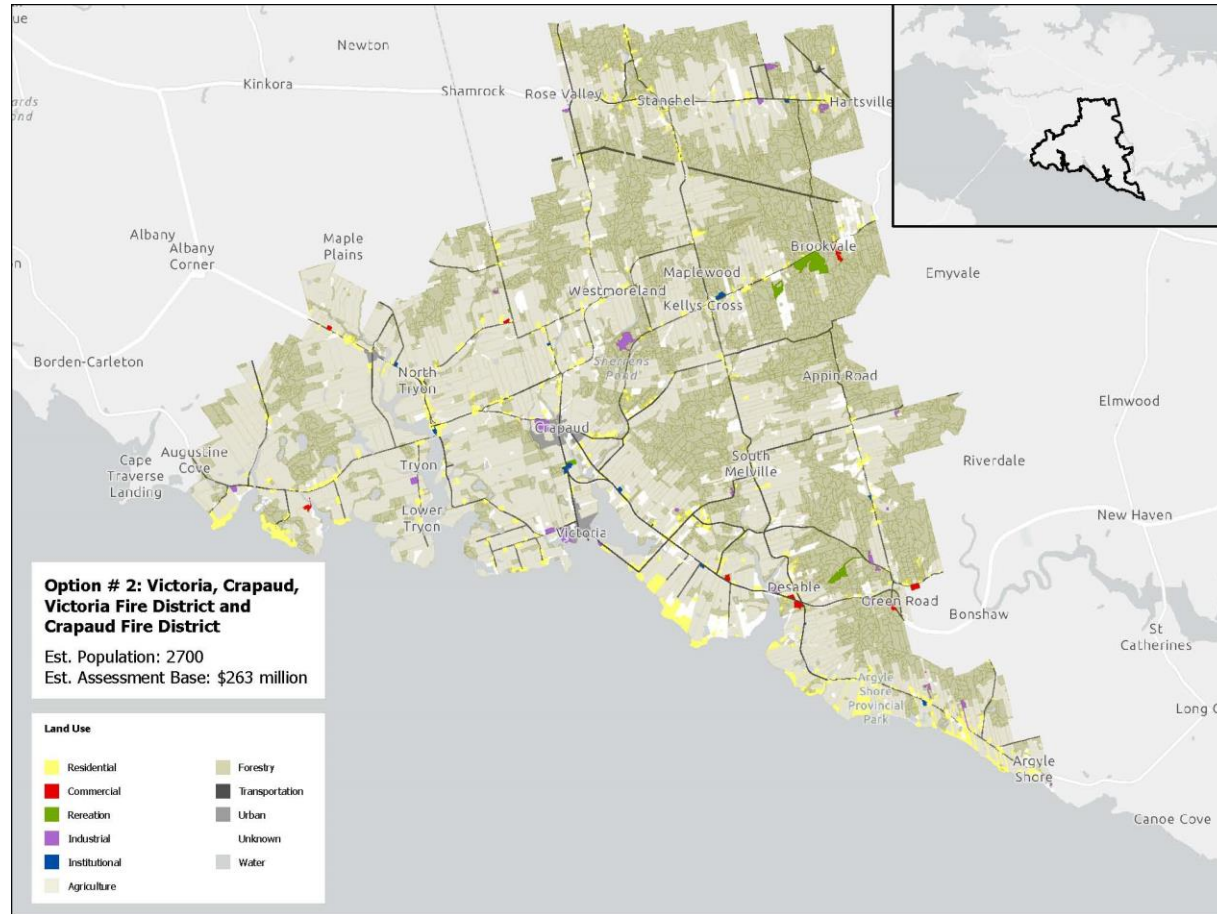 Newton
Kinkora
Shamrock
Rose Valley
Stanchel
Hartsville
Albany
Albany
Corner
Maple
Plains
Brookvale
Emyvale
Maplewood
Westmoreland
Kellys Cross
Borden-Carleton
Sherrens
Pond
North
Tryon
Appin Road
Elmwood
Crapaud
Augustine
Cove
Cape
Traverse
Landing
Tryon
South
Melville
Riverdale
Lower
Tryon
New Haven
Victoria
Desable
Green Road
Bonshaw
St
Catherines
Argyle
Shore
Provincial
Park
Long
Argyle
Shore
Canoe Cove
Option # 2: Victoria, Crapaud,
Victoria Fire District and
Crapaud Fire District
Est. Population: 2700
Est. Assessment Base: $263 million
Land Use
Residential
Commercial
Rereation
Industrial
Institutional
Agriculture
Forestry
Transportation
Urban
Unknown
Water